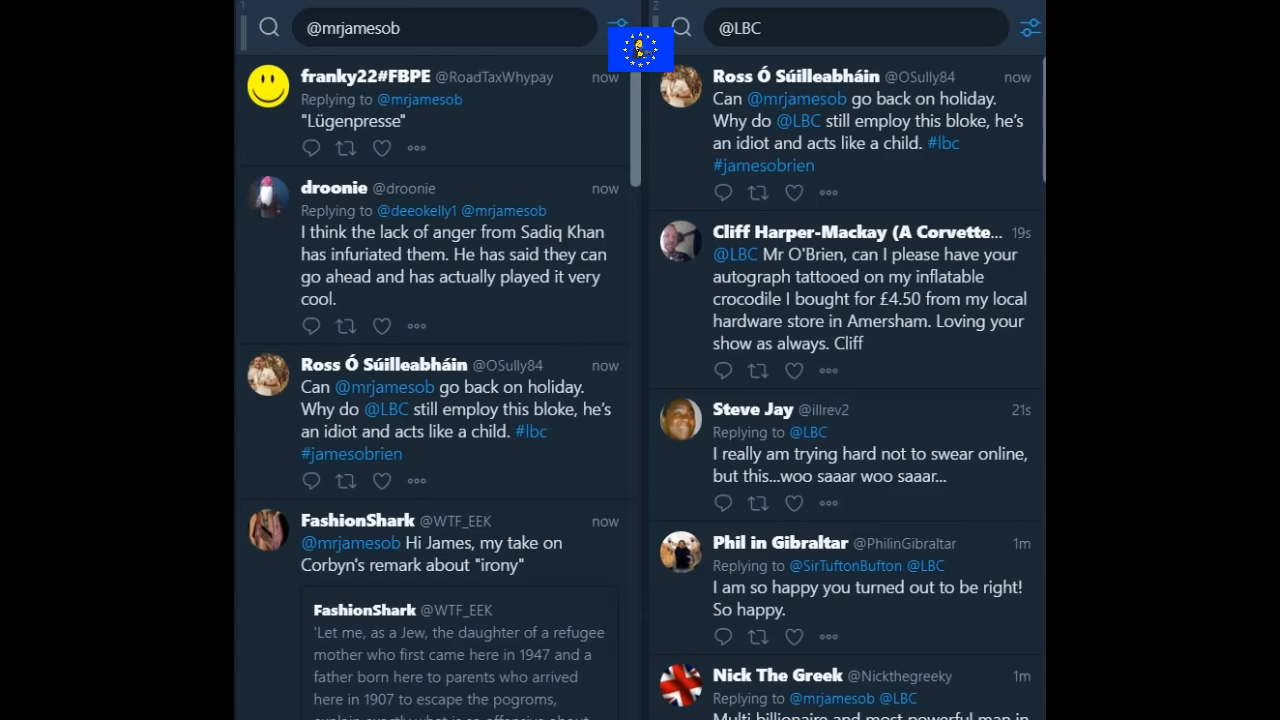 1
@mrjamesob
franky22#FBPE @RoadTaxWhypay now
Replying to @mrjamesob
"Lügenpresse"
droonie @droonie now
Replying to @deeokelly1 @mrjamesob
I think the lack of anger from Sadiq Khan
has infuriated them. He has said they can
go ahead and has actually played it very
cool.
Ross Ó Súilleabháin @OSully84 now
Can @mrjamesob go back on holiday.
Why do @LBC still employ this bloke, he's
an idiot and acts like a child. #lbc
#jamesobrien
FashionShark @WTF_EEK now
@mrjamesob Hi James, my take on
Corbyn's remark about "irony"
FashionShark @WTF_EEK
'Let me, as a Jew, the daughter of a refugee
mother who first came here in 1947 and a
father born here to parents who arrived
here in 1907 to escape the pogroms,
2
@LBC
Ross Ó Súilleabháin @OSully84 now
Can @mrjamesob go back on holiday.
Why do @LBC still employ this bloke, he's
an idiot and acts like a child. #lbc
#jamesobrien
Cliff Harper-Mackay (A Corvette... 19s
@LBC Mr O'Brien, can I please have your
autograph tattooed on my inflatable
crocodile I bought for £4.50 from my local
hardware store in Amersham. Loving your
show as always. Cliff
Steve Jay @illrev2 21s
Replying to @LBC
I really am trying hard not to swear online,
but this...woo saaar woo saaar...
Phil in Gibraltar @PhilinGibraltar 1m
Replying to @SirTuftonBufton @LBC
I am so happy you turned out to be right!
So happy.
Nick The Greek @Nickthegreeky 1m
Replying to @mrjamesob @LBC
Multi billionaire and most powerful man in